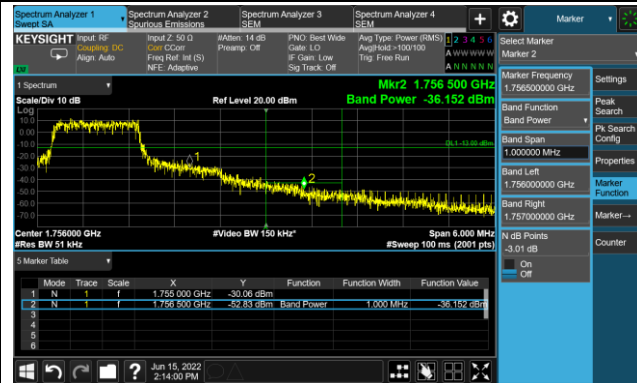 Spectrum Analyzer 1
Swept SA
Spectrum Analyzer 2
Spurious Emissions
Spectrum Analyzer 3
SEM
Spectrum Analyzer 4
SEM
+
Marker
KEYSIGHT
Input: RF
Coupling: DC
Align: Auto
Input Z: 50 Ω
Corr CCorr
Freq Ref: Int (S)
NFE: Adaptive
#Atten: 14 dB
Preamp: Off
PNO: Best Wide
Gate: LO
IF Gain: Low
Sig Track: Off
Avg Type: Power (RMS)
Avg|Hold:>100/100
Trig: Free Run
1 2 3 4 5 6
A W W W W W
A N N N N N
Select Marker
Marker 2
1 Spectrum
Scale/Div 10 dB
Log
Ref Level 20.00 dBm
Mkr2 1.756 500 GHz
Band Power -36.152 dBm
10.0
0.00
-10.0
-20.0
-30.0
-40.0
-50.0
-60.0
-70.0
DL1 -13.00 dBm
1
2
Center 1.756000 GHz
#Res BW 51 kHz
#Video BW 150 kHz*
Span 6.000 MHz
#Sweep 100 ms (2001 pts)
Marker Frequency
1.756500000 GHz
Band Function
Band Power
Band Span
1.000000 MHz
Band Left
1.756000000 GHz
Band Right
1.757000000 GHz
N dB Points
-3.01 dB
On
Off
Settings
Peak
Search
Pk Search
Config
Properties
Marker
Function
Marker→
Counter
5 Marker Table
Mode Trace Scale X Y Function Function Width Function Value
1 N 1 f 1.755 000 GHz -30.06 dBm
2 N 1 f 1.756 500 GHz -52.83 dBm Band Power 1.000 MHz -36.152 dBm
3
4
5
6
?
Jun 15, 2022
2:14:00 PM